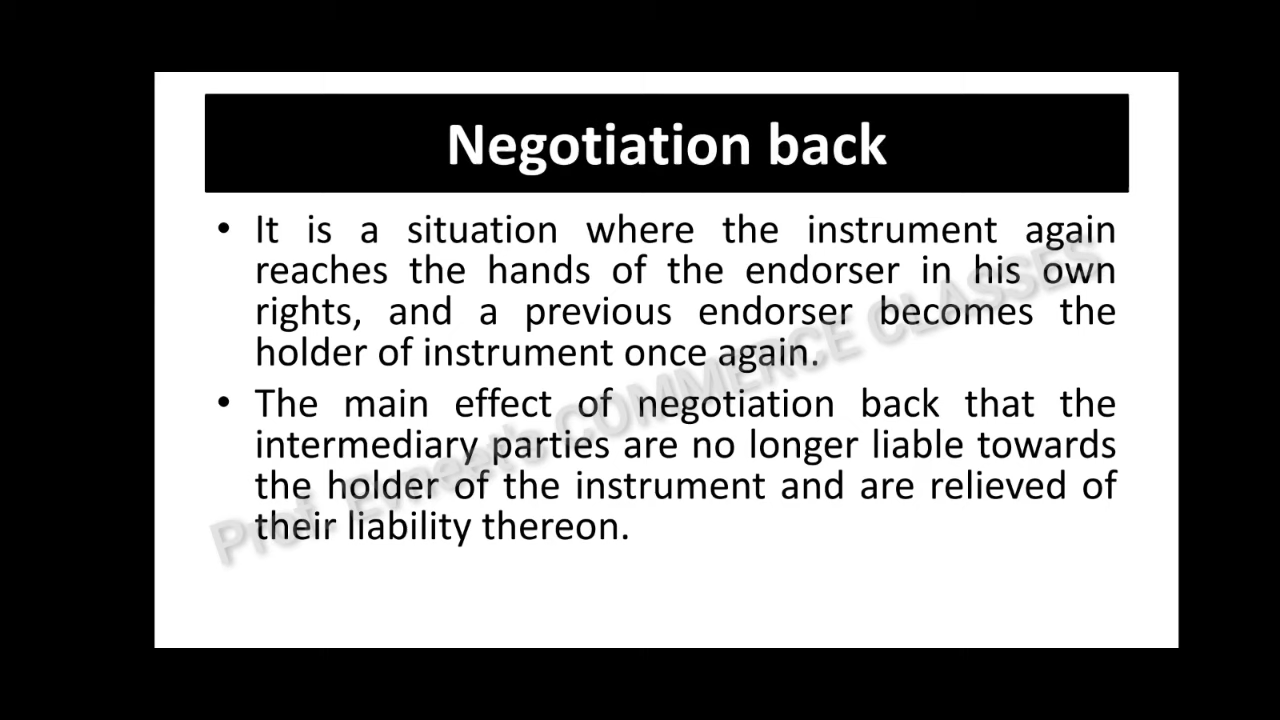 Negotiation back
• It is a situation where the instrument again
reaches the hands of the endorser in his own
rights, and a previous endorser becomes the
holder of instrument once again.
• The main effect of negotiation back that the
intermediary parties are no longer liable towards
the holder of the instrument and are relieved of
their liability thereon.
COMMERCE CLASSES